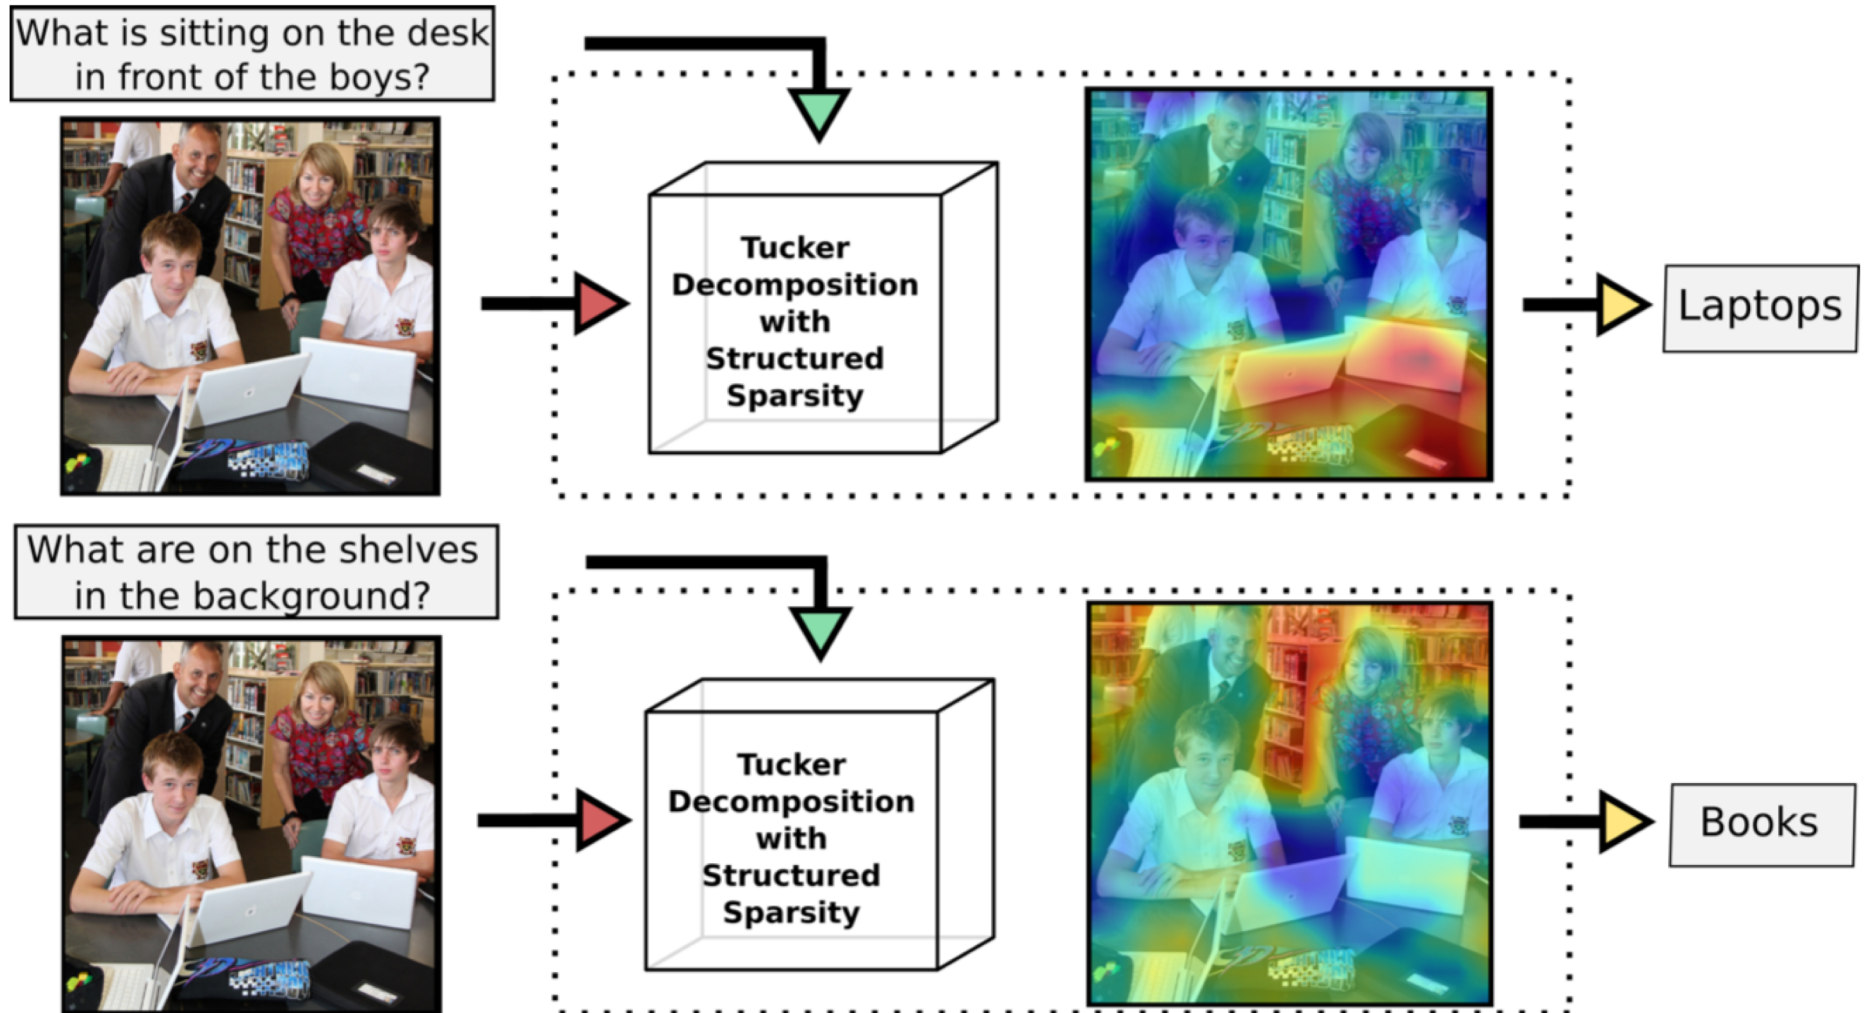 What is sitting on the desk
in front of the boys?
Tucker
Decomposition
with
Structured
Sparsity
Laptops
What are on the shelves
in the background?
Tucker
Decomposition
with
Structured
Sparsity
Books